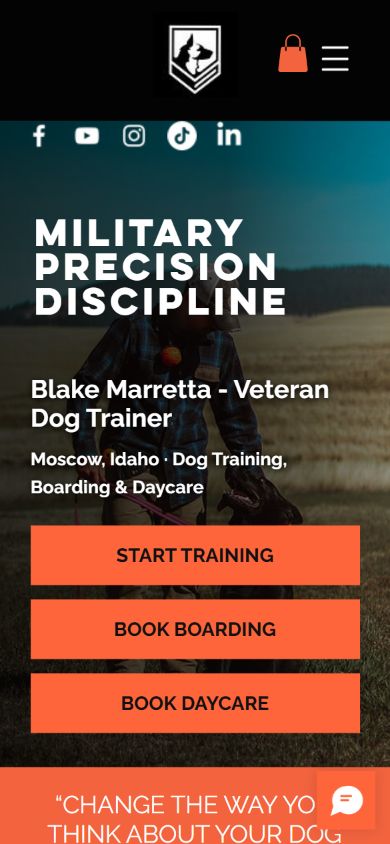 MILITARY
PRECISION
DISCIPLINE
Blake Marretta - Veteran
Dog Trainer
Moscow, Idaho · Dog Training,
Boarding & Daycare
START TRAINING
BOOK BOARDING
BOOK DAYCARE
“CHANGE THE WAY
THINK ABOUT YOUR DOG